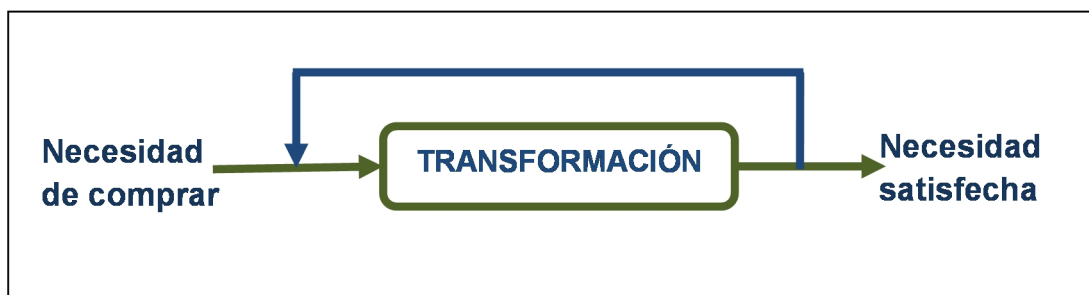 Necesidad
de comprar
TRANSFORMACIÓN
Necesidad
satisfecha